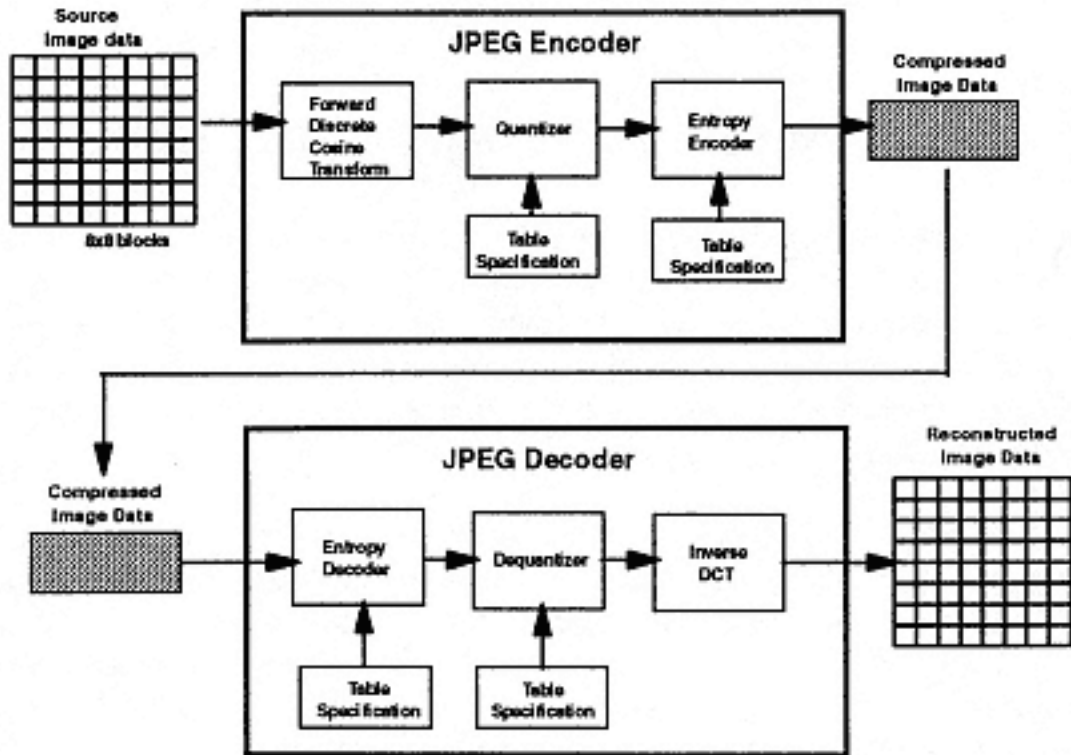 Source
Image data
8x8 blocks
JPEG Encoder
Forward
Discrete
Cosine
Transform
Quantizer
Entropy
Encoder
Table
Specification
Table
Specification
Compressed
Image Data
JPEG Decoder
Compressed
Image Data
Entropy
Decoder
Dequantizer
Inverse
DCT
Table
Specification
Table
Specification
Reconstructed
Image Data